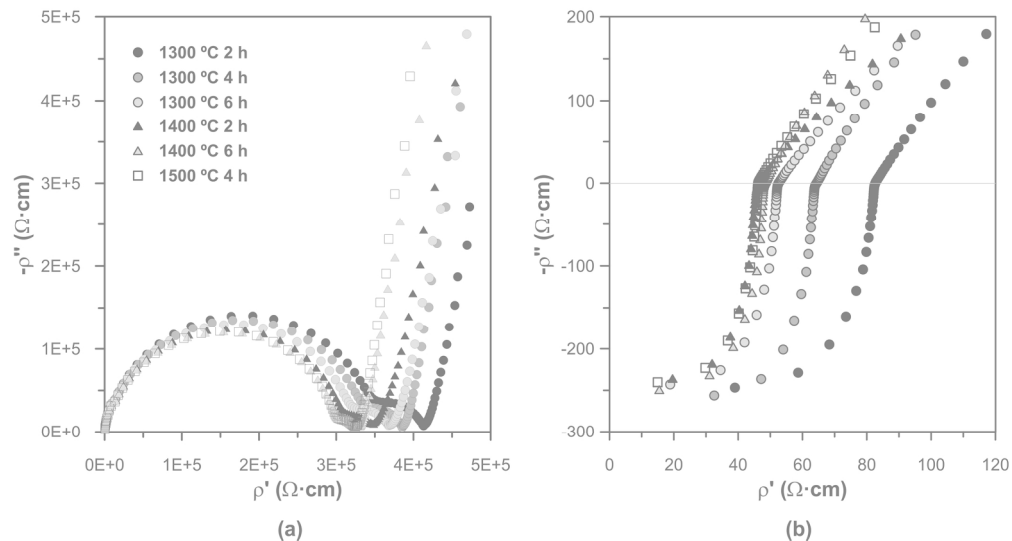 5E+5
4E+5
3E+5
2E+5
1E+5
0E+0
-ρ" (Ω·cm)
1300 ºC 2 h
1300 ºC 4 h
1300 ºC 6 h
1400 ºC 2 h
1400 ºC 6 h
1500 ºC 4 h
0E+0 1E+5 2E+5 3E+5 4E+5 5E+5
ρ' (Ω·cm)
(a)
200
100
0
-100
-200
-300
-ρ" (Ω·cm)
0 20 40 60 80 100 120
ρ' (Ω·cm)
(b)